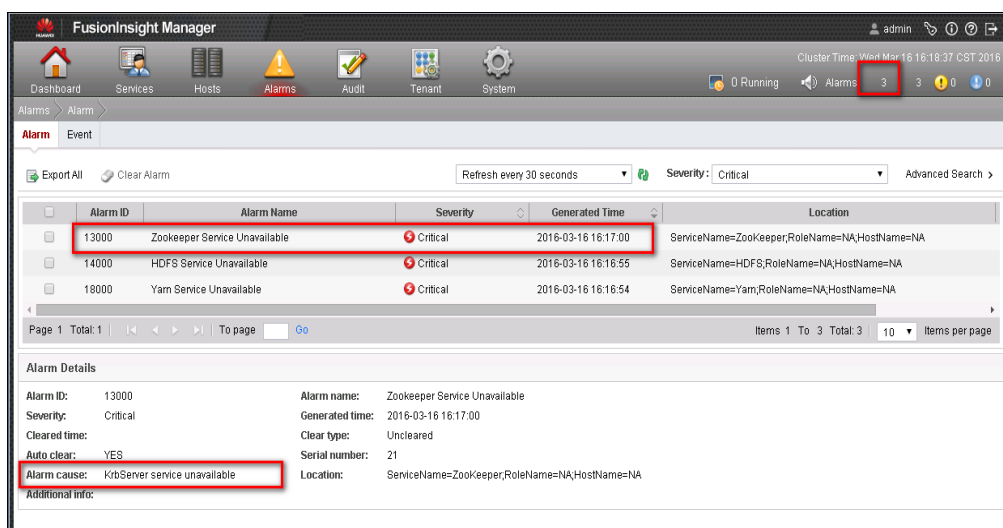 HUAWEI FusionInsight Manager admin
Cluster Time: Wed Mar 16 16:18:37 CST 2016
Dashboard Services Hosts Alarms Audit Tenant System 0 Running Alarms 3 3 0 0
Alarms Alarm
Alarm Event
Export All Clear Alarm Refresh every 30 seconds Severity: Critical Advanced Search >
Alarm ID Alarm Name Severity Generated Time Location
13000 Zookeeper Service Unavailable Critical 2016-03-16 16:17:00 ServiceName=ZooKeeper;RoleName=NA;HostName=NA
14000 HDFS Service Unavailable Critical 2016-03-16 16:16:55 ServiceName=HDFS;RoleName=NA;HostName=NA
18000 Yarn Service Unavailable Critical 2016-03-16 16:16:54 ServiceName=Yarn;RoleName=NA;HostName=NA
Page 1 Total:1 To page Go Items 1 To 3 Total:3 10 Items per page
Alarm Details
Alarm ID: 13000 Alarm name: Zookeeper Service Unavailable
Severity: Critical Generated time: 2016-03-16 16:17:00
Cleared time: Clear type: Uncleared
Auto clear: YES Serial number: 21
Alarm cause: KrbServer service unavailable Location: ServiceName=ZooKeeper;RoleName=NA;HostName=NA
Additional info: